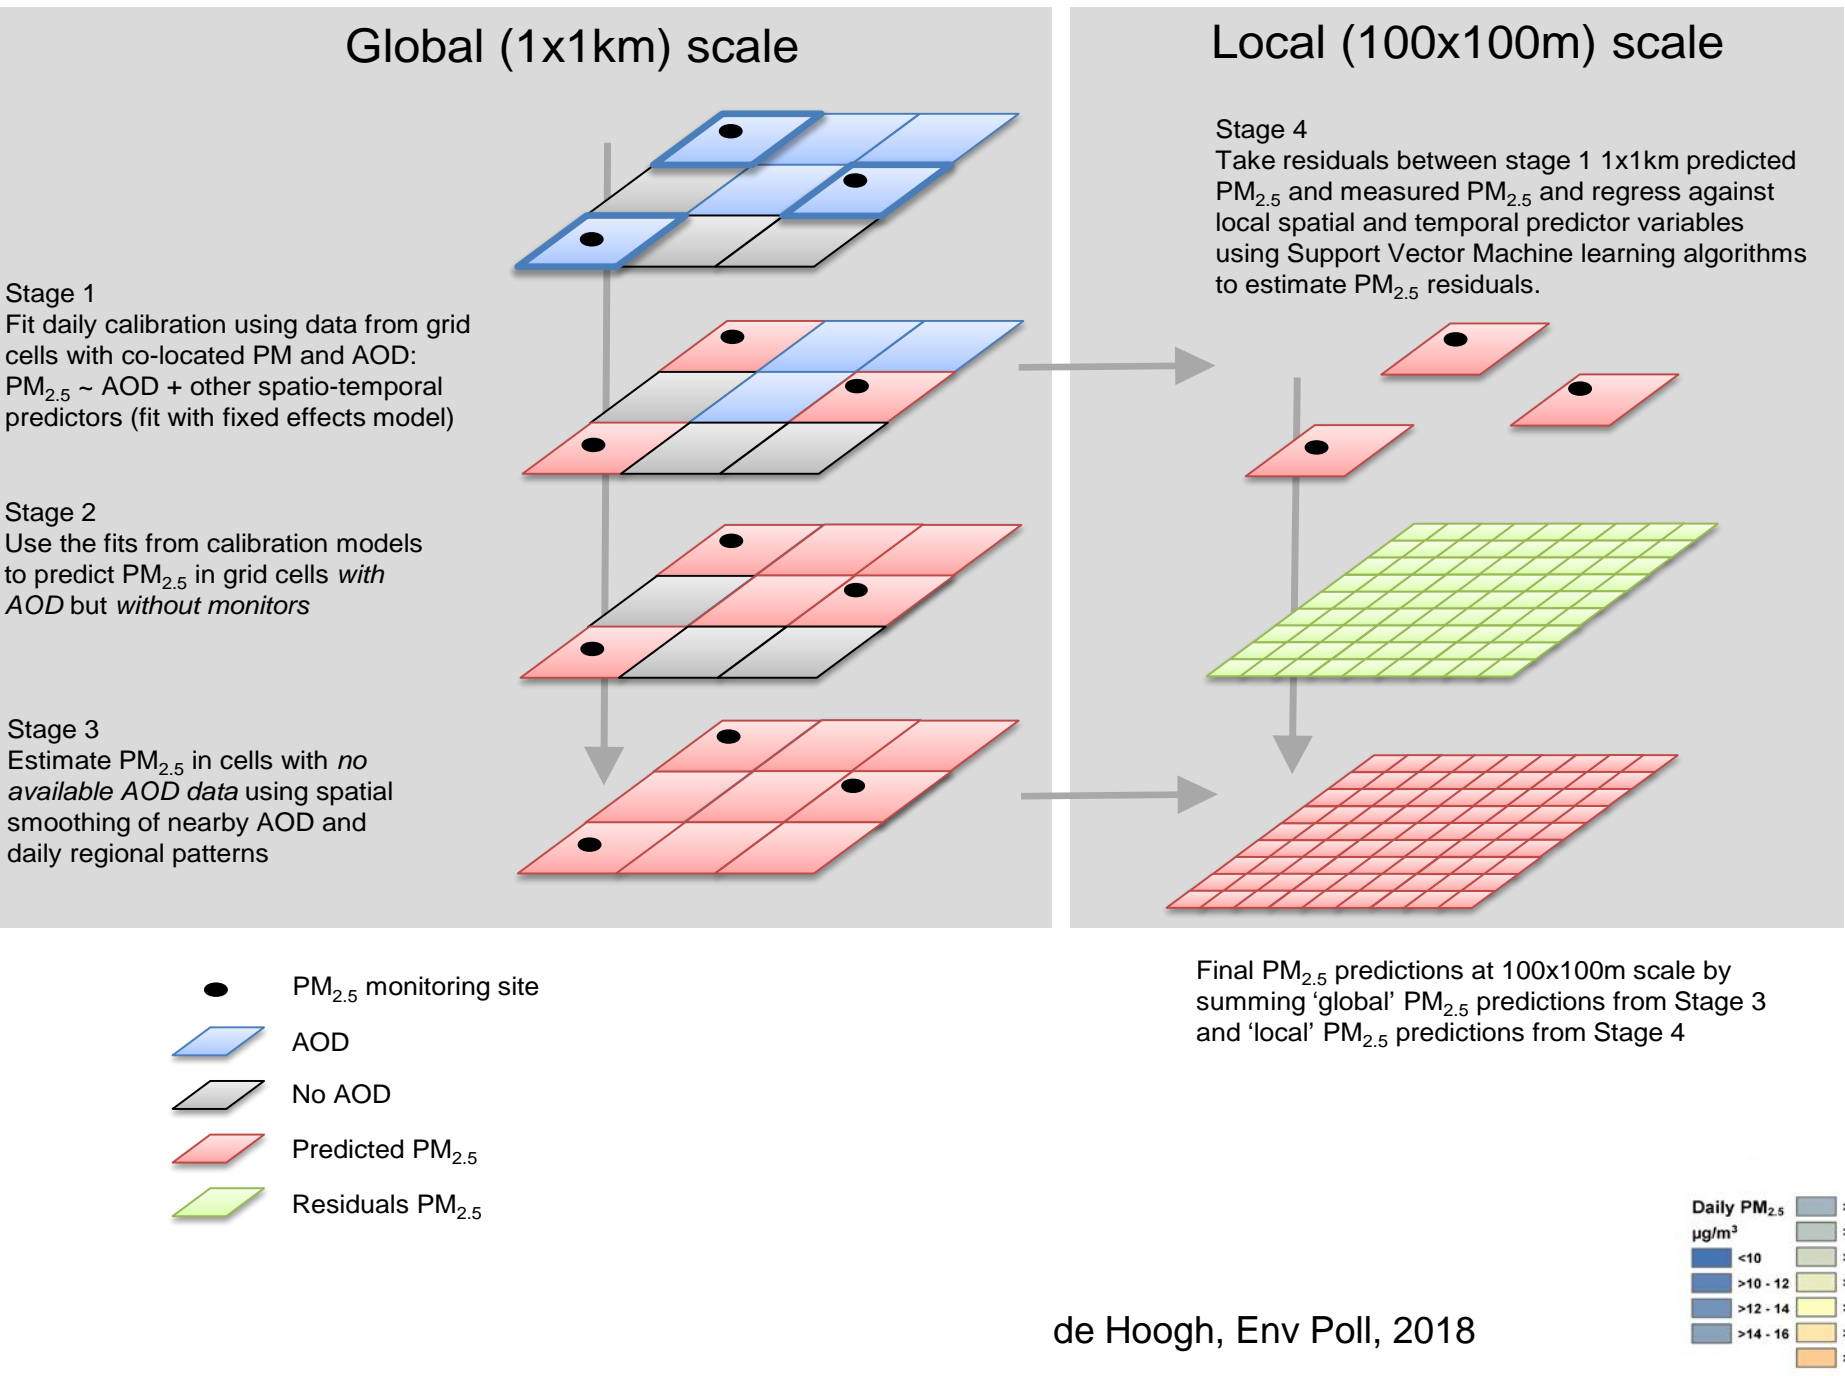 Global (1x1km) scale
Stage 1
Fit daily calibration using data from grid
cells with co-located PM and AOD:
PM2.5 ~ AOD + other spatio-temporal
predictors (fit with fixed effects model)
Stage 2
Use the fits from calibration models
to predict PM2.5 in grid cells with
AOD but without monitors
Stage 3
Estimate PM2.5 in cells with no
available AOD data using spatial
smoothing of nearby AOD and
daily regional patterns
Local (100x100m) scale
Stage 4
Take residuals between stage 1 1x1km predicted
PM2.5 and measured PM2.5 and regress against
local spatial and temporal predictor variables
using Support Vector Machine learning algorithms
to estimate PM2.5 residuals.
Final PM2.5 predictions at 100x100m scale by
summing ‘global’ PM2.5 predictions from Stage 3
and ‘local’ PM2.5 predictions from Stage 4
PM2.5 monitoring site
AOD
No AOD
Predicted PM2.5
Residuals PM2.5
Daily PM2.5
µg/m³
<10
>10 - 12
>12 - 14
>14 - 16
de Hoogh, Env Poll, 2018